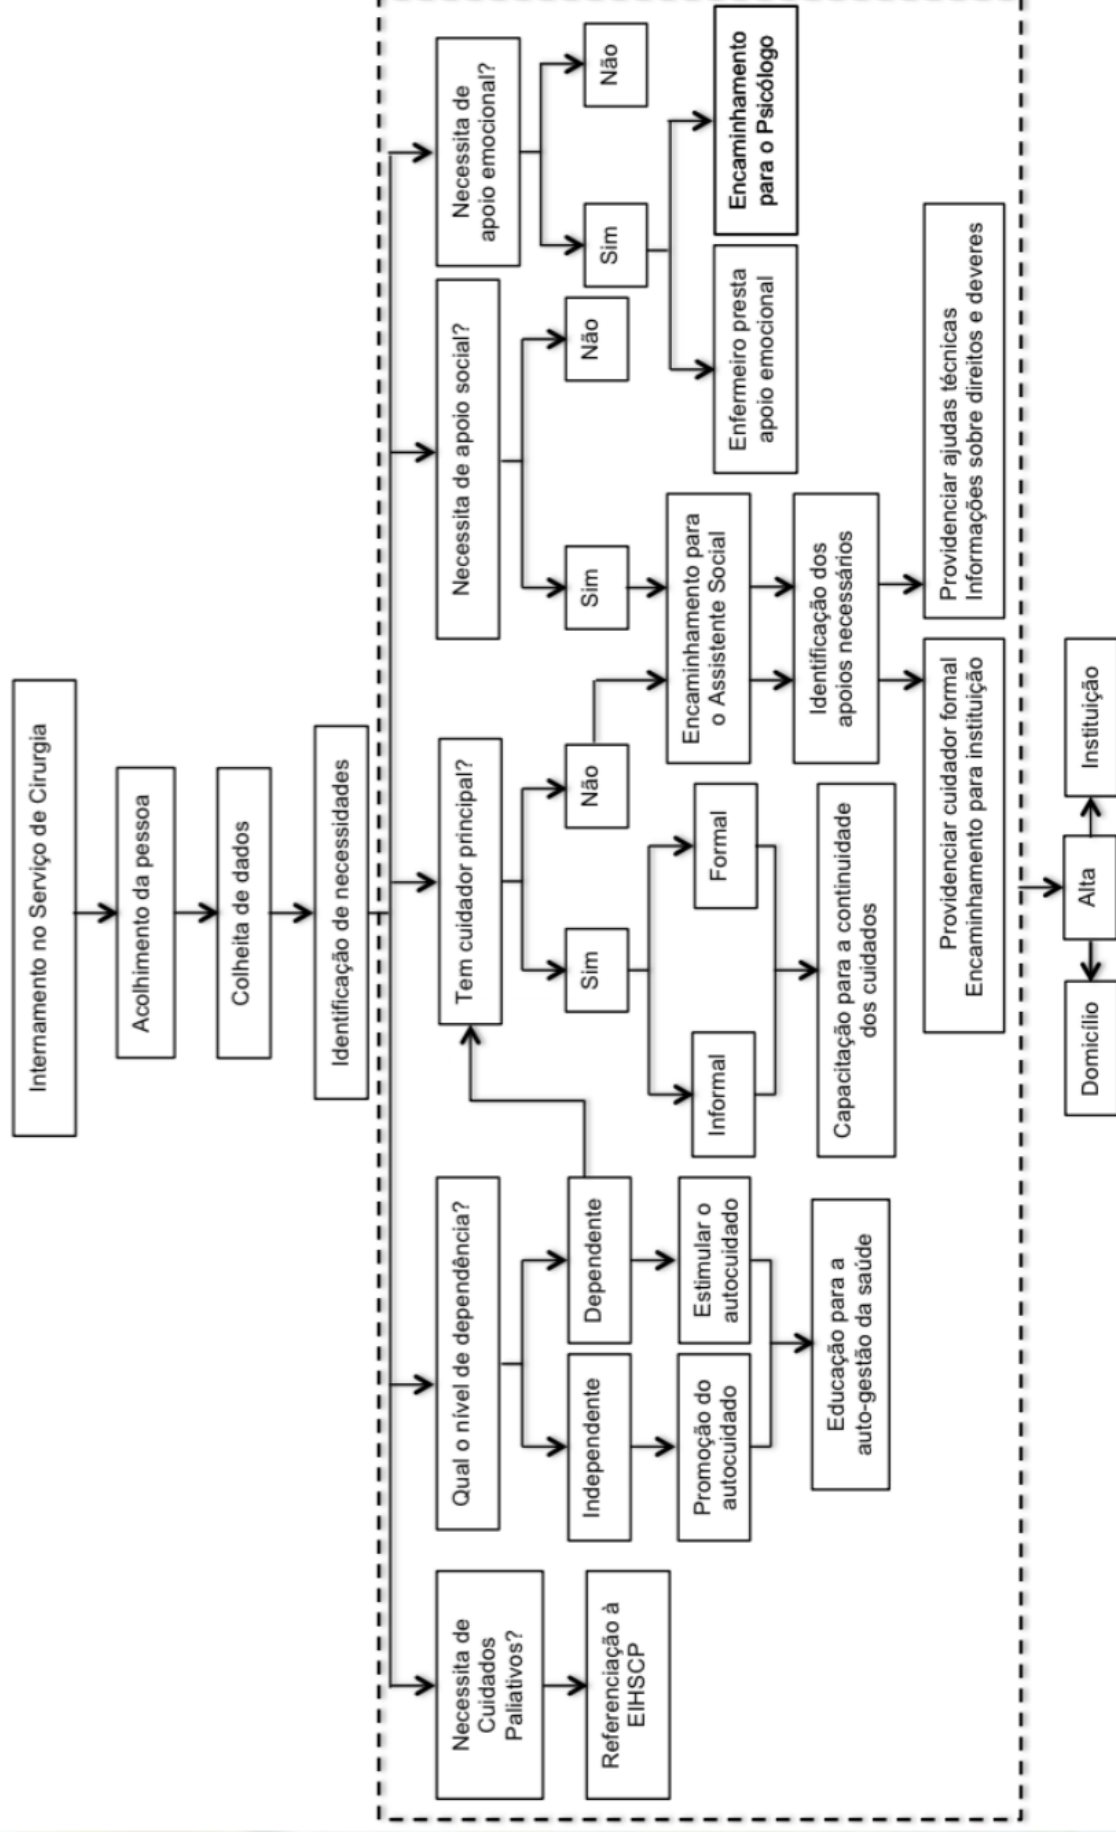 Internamento no Serviço de Cirurgia
Acolhimento da pessoa
Colheita de dados
Identificação de necessidades
Necessita de
Cuidados
Paliativos?
Referenciação à
EIHSCP
Qual o nível de dependência?
Independente
Dependente
Promoção do
autocuidado
Estimular o
autocuidado
Educação para a
auto-gestão da saúde
Tem cuidador principal?
Sim
Não
Informal
Formal
Capacitação para a continuidade
dos cuidados
Necessita de apoio social?
Sim
Não
Encaminhamento para
o Assistente Social
Identificação dos
apoios necessários
Providenciar cuidador formal
Encaminhamento para instituição
Providenciar ajudas técnicas
Informações sobre direitos e deveres
Necessita de
apoio emocional?
Sim
Não
Enfermeiro presta
apoio emocional
Encaminhamento
para o Psicólogo
Domicílio
Alta
Instituição